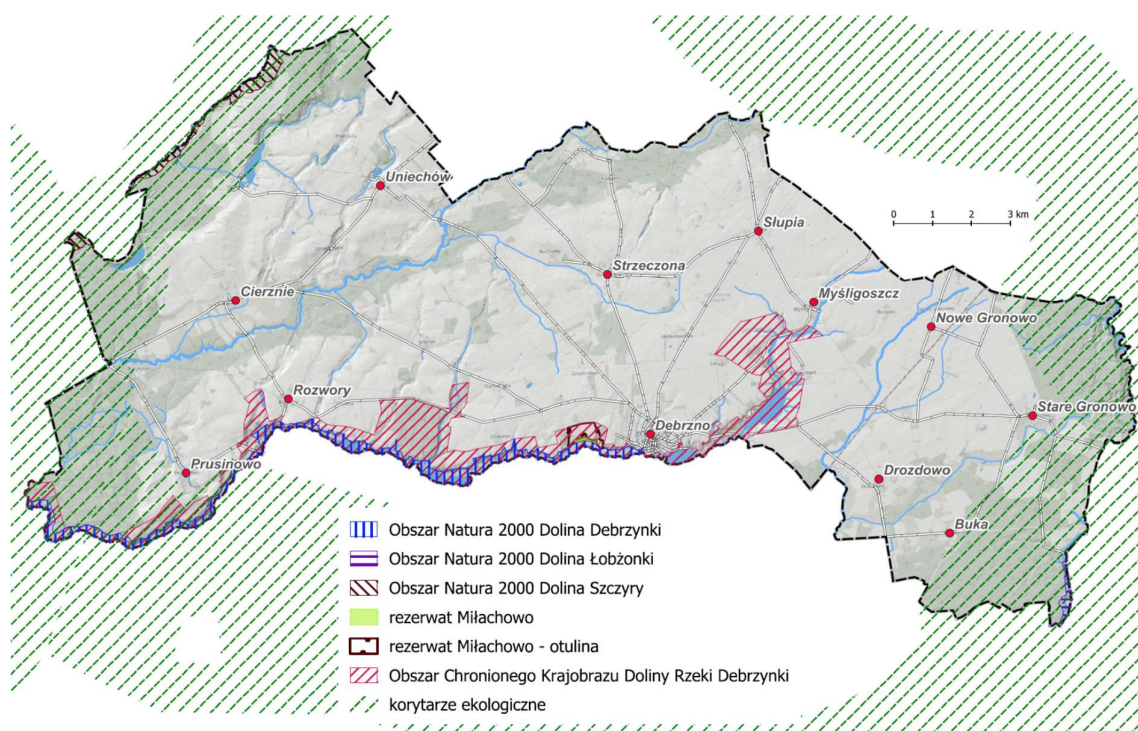 Uniechów
Słupia
0 1 2 3 km
Strzeczona
Cierznie
Myśligoszcz
Nowe Gronowo
Rozwory
Stare Gronowo
Debrzno
Prusinowo
Drozdowo
Buka
Obszar Natura 2000 Dolina Debrzynki
Obszar Natura 2000 Dolina Łobżonki
Obszar Natura 2000 Dolina Szczyry
rezerwat Miłachowo
rezerwat Miłachowo - otulina
Obszar Chronionego Krajobrazu Doliny Rzeki Debrzynki
korytarze ekologiczne